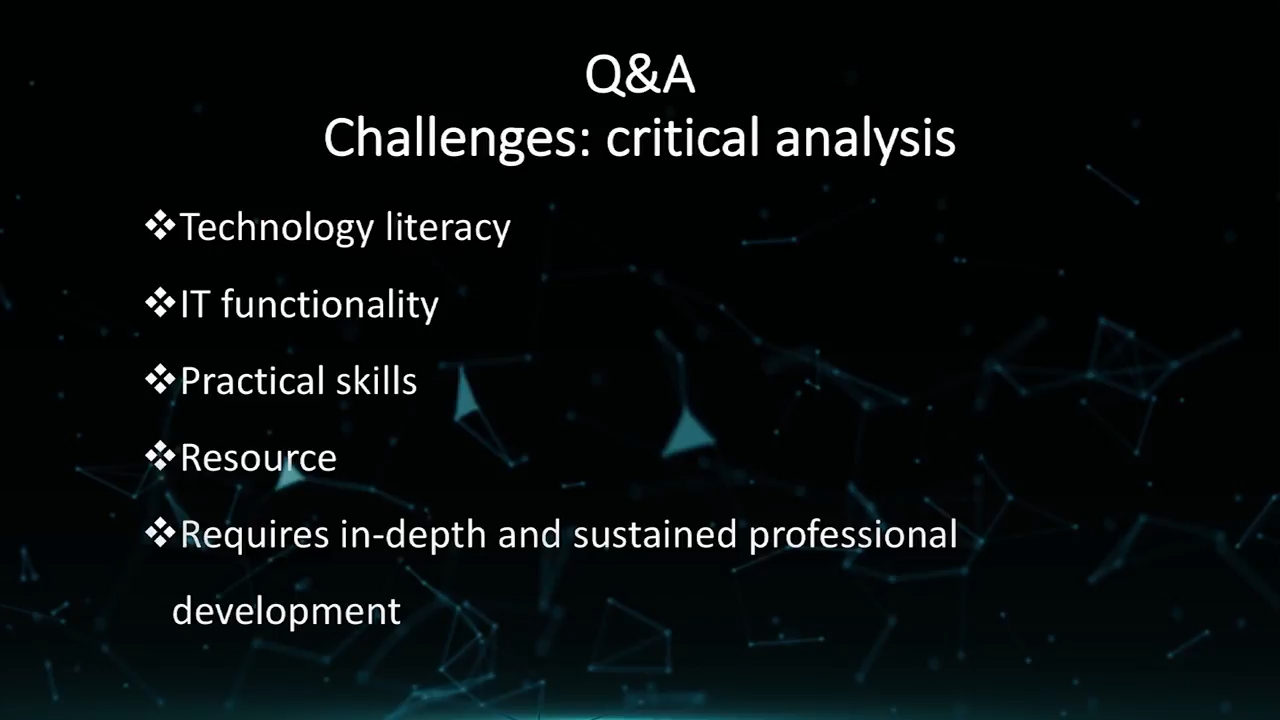 Q&A
Challenges: critical analysis
❖Technology literacy
❖IT functionality
❖Practical skills
❖Resource
❖Requires in-depth and sustained professional
development